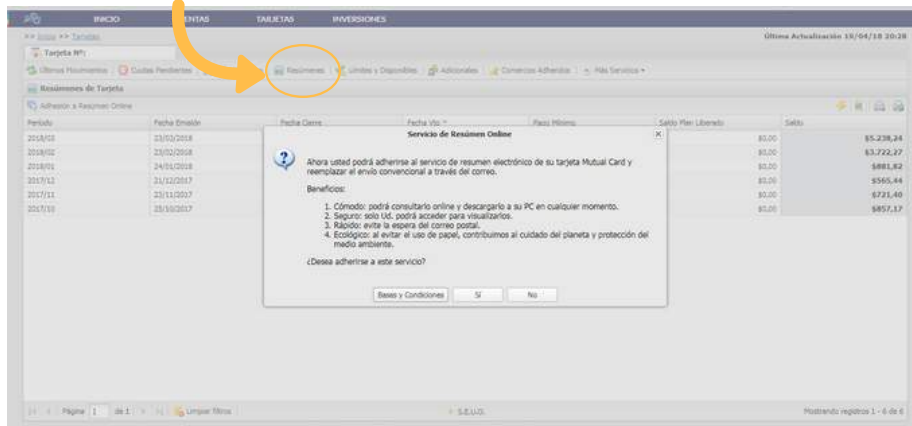 INICIO
TARJETAS
INVERSIONES
>> Inicio >> Tarjetas
Última Actualización 19/04/18 20:28
Tarjeta Nº:
Últimos Movimientos
Cuotas Pendientes
Resúmenes
Límites y Disponibles
Adicionales
Comercios Adheridos
Más Servicios
Resúmenes de Tarjeta
Adhesión a Resumen Online
Período Fecha Emisión Fecha Cierre Fecha Vto. Pago Mínimo Saldo Plan Liberado Saldo
2018/03 23/03/2018 $0,00 $5.238,24
2018/02 23/02/2018 $0,00 $3.722,27
2018/01 24/01/2018 $0,00 $881,82
2017/12 21/12/2017 $0,00 $565,44
2017/11 23/11/2017 $0,00 $721,40
2017/10 25/10/2017 $0,00 $857,17
Servicio de Resúmen Online
Ahora usted podrá adherirse al servicio de resumen electrónico de su tarjeta Mutual Card y
reemplazar el envío convencional a través del correo.
Beneficios:
1. Cómodo: podrá consultarlo online y descargarlo a su PC en cualquier momento.
2. Seguro: solo Ud. podrá acceder para visualizarlos.
3. Rápido: evite la espera del correo postal.
4. Ecológico: al evitar el uso de papel, contribuimos al cuidado del planeta y protección del
medio ambiente.
¿Desea adherirse a este servicio?
Bases y Condiciones
Sí
No
Página 1 de 1
Limpiar filtros
S.E.U.O.
Mostrando registros 1 - 6 de 6